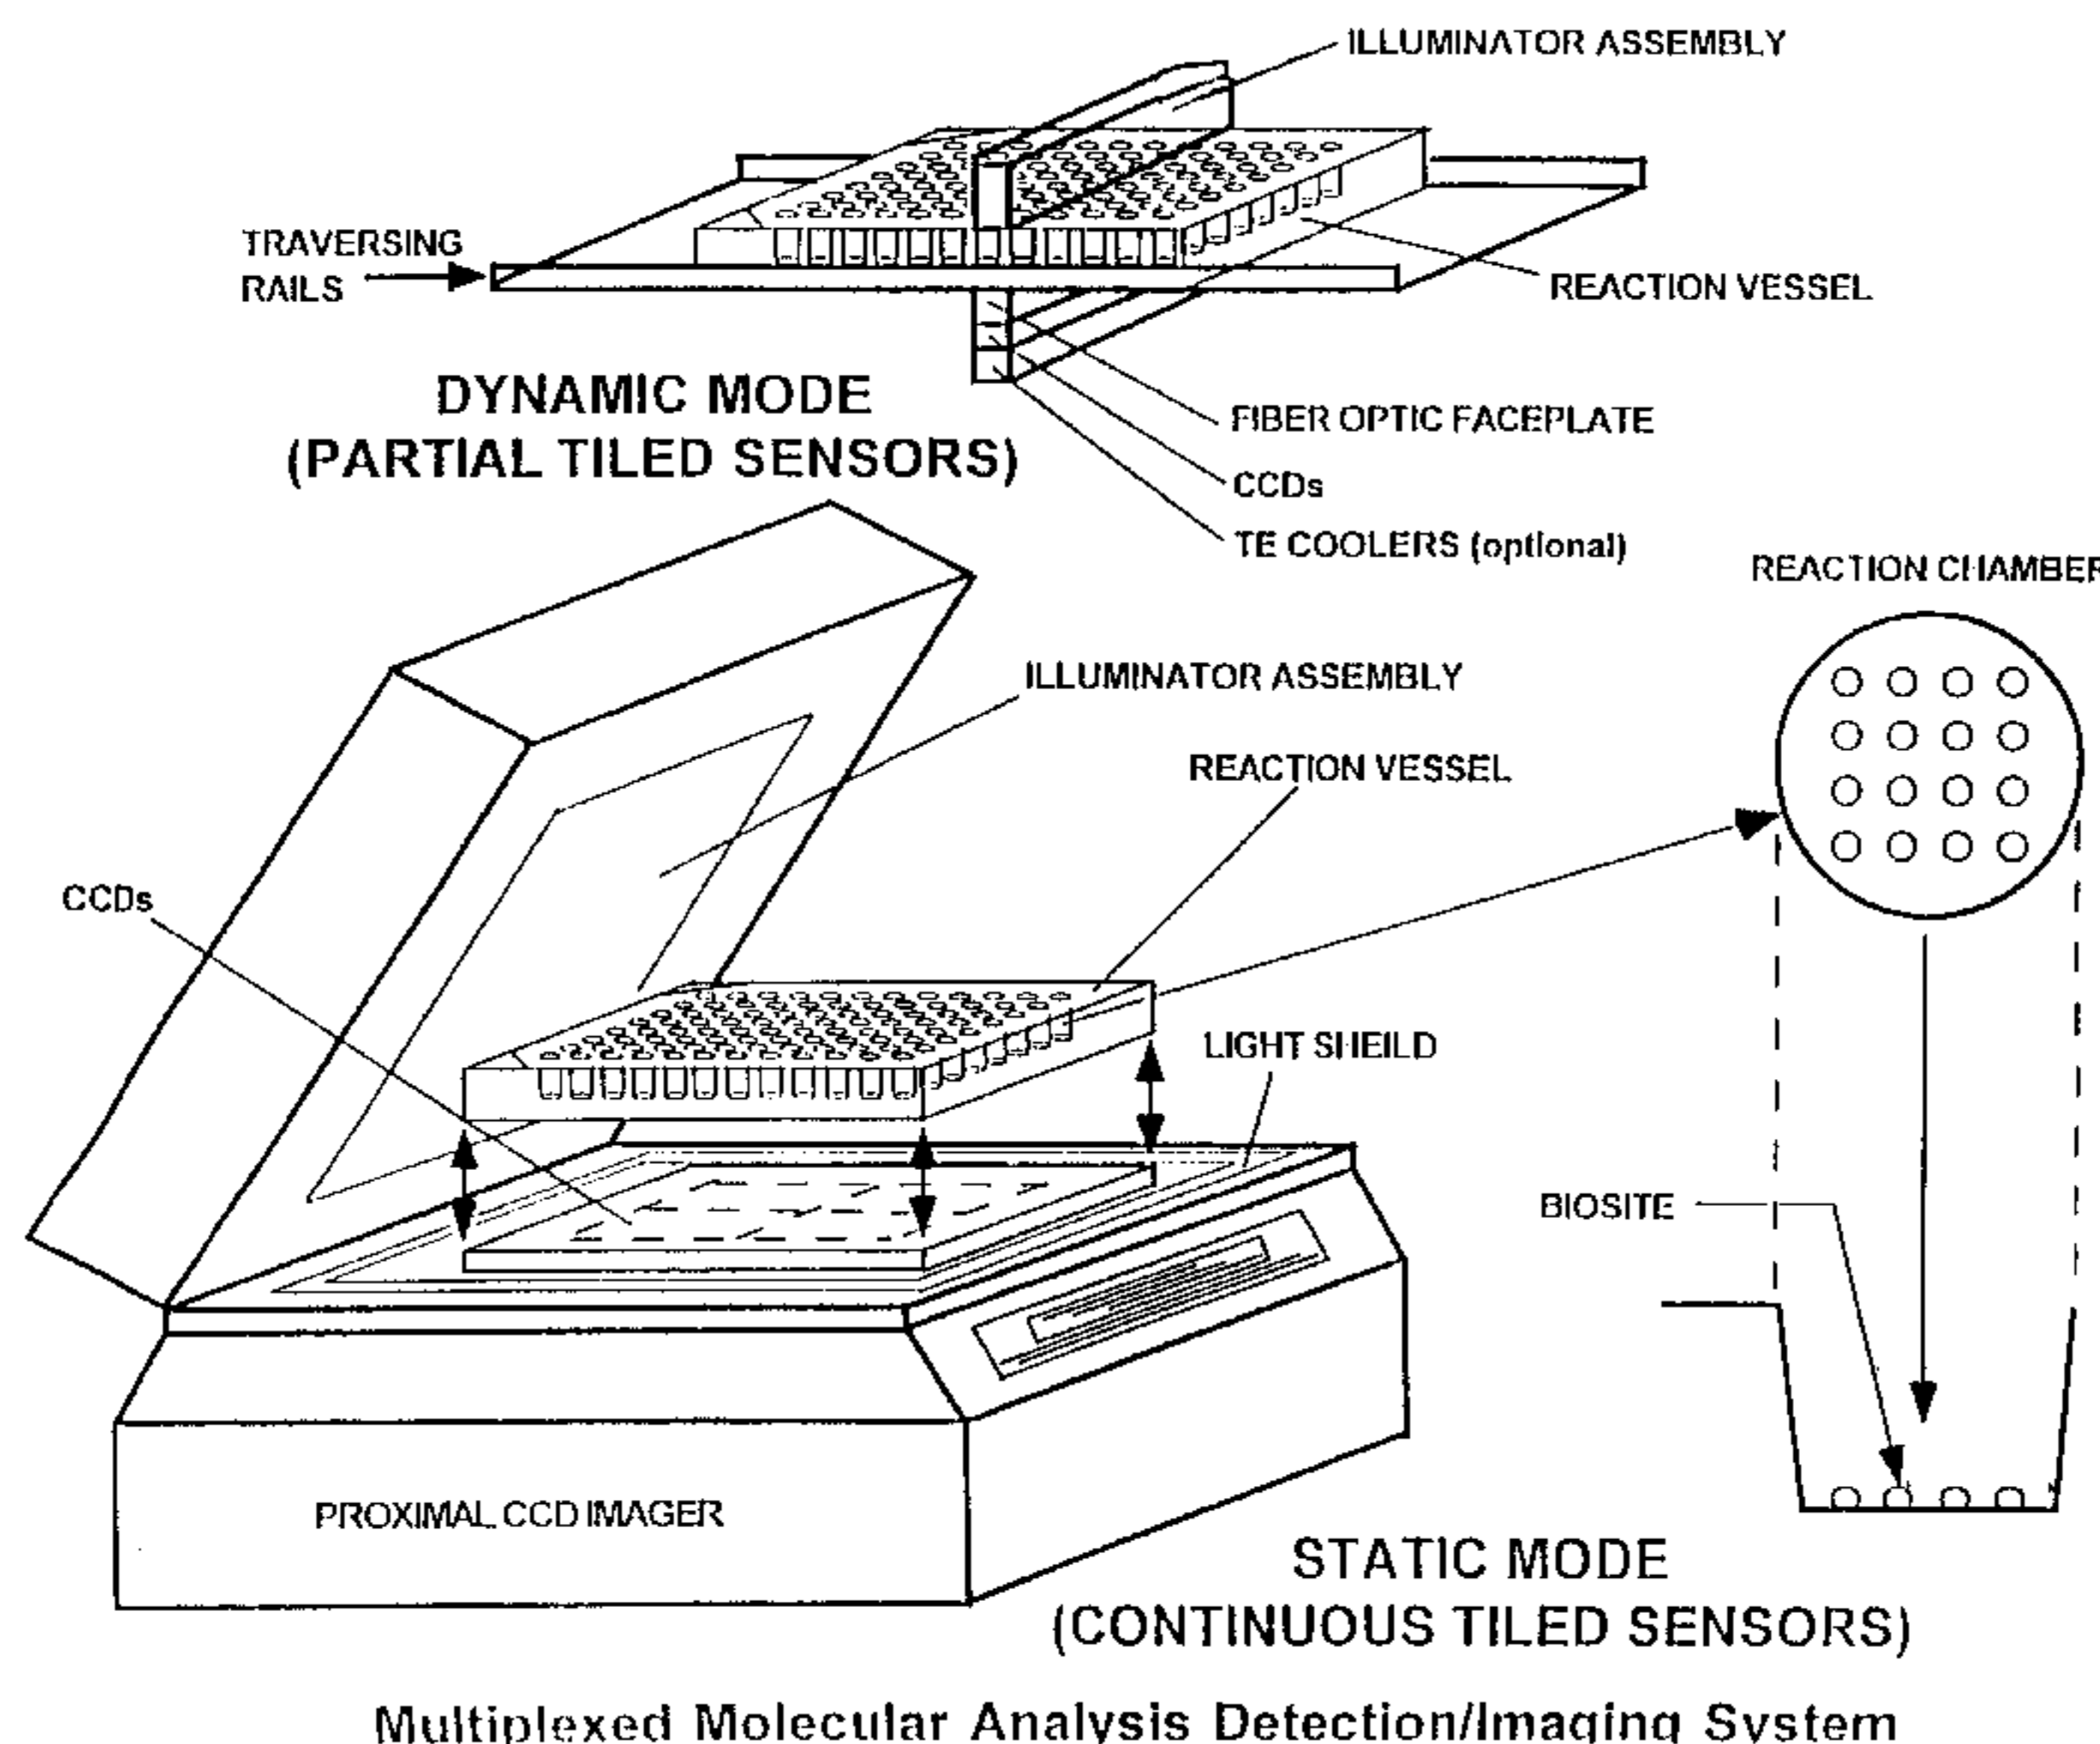 ILLUMINATOR ASSEMBLY
TRAVERSING
RAILS
REACTION VESSEL
DYNAMIC MODE
(PARTIAL TILED SENSORS)
FIBER OPTIC FACEPLATE
CCDs
TE COOLERS (optional)
REACTION CHAMBER
ILLUMINATOR ASSEMBLY
REACTION VESSEL
CCDs
LIGHT SHEILD
BIOSITE
PROXIMAL CCD IMAGER
STATIC MODE
(CONTINUOUS TILED SENSORS)
Multiplexed Molecular Analysis Detection/Imaging System